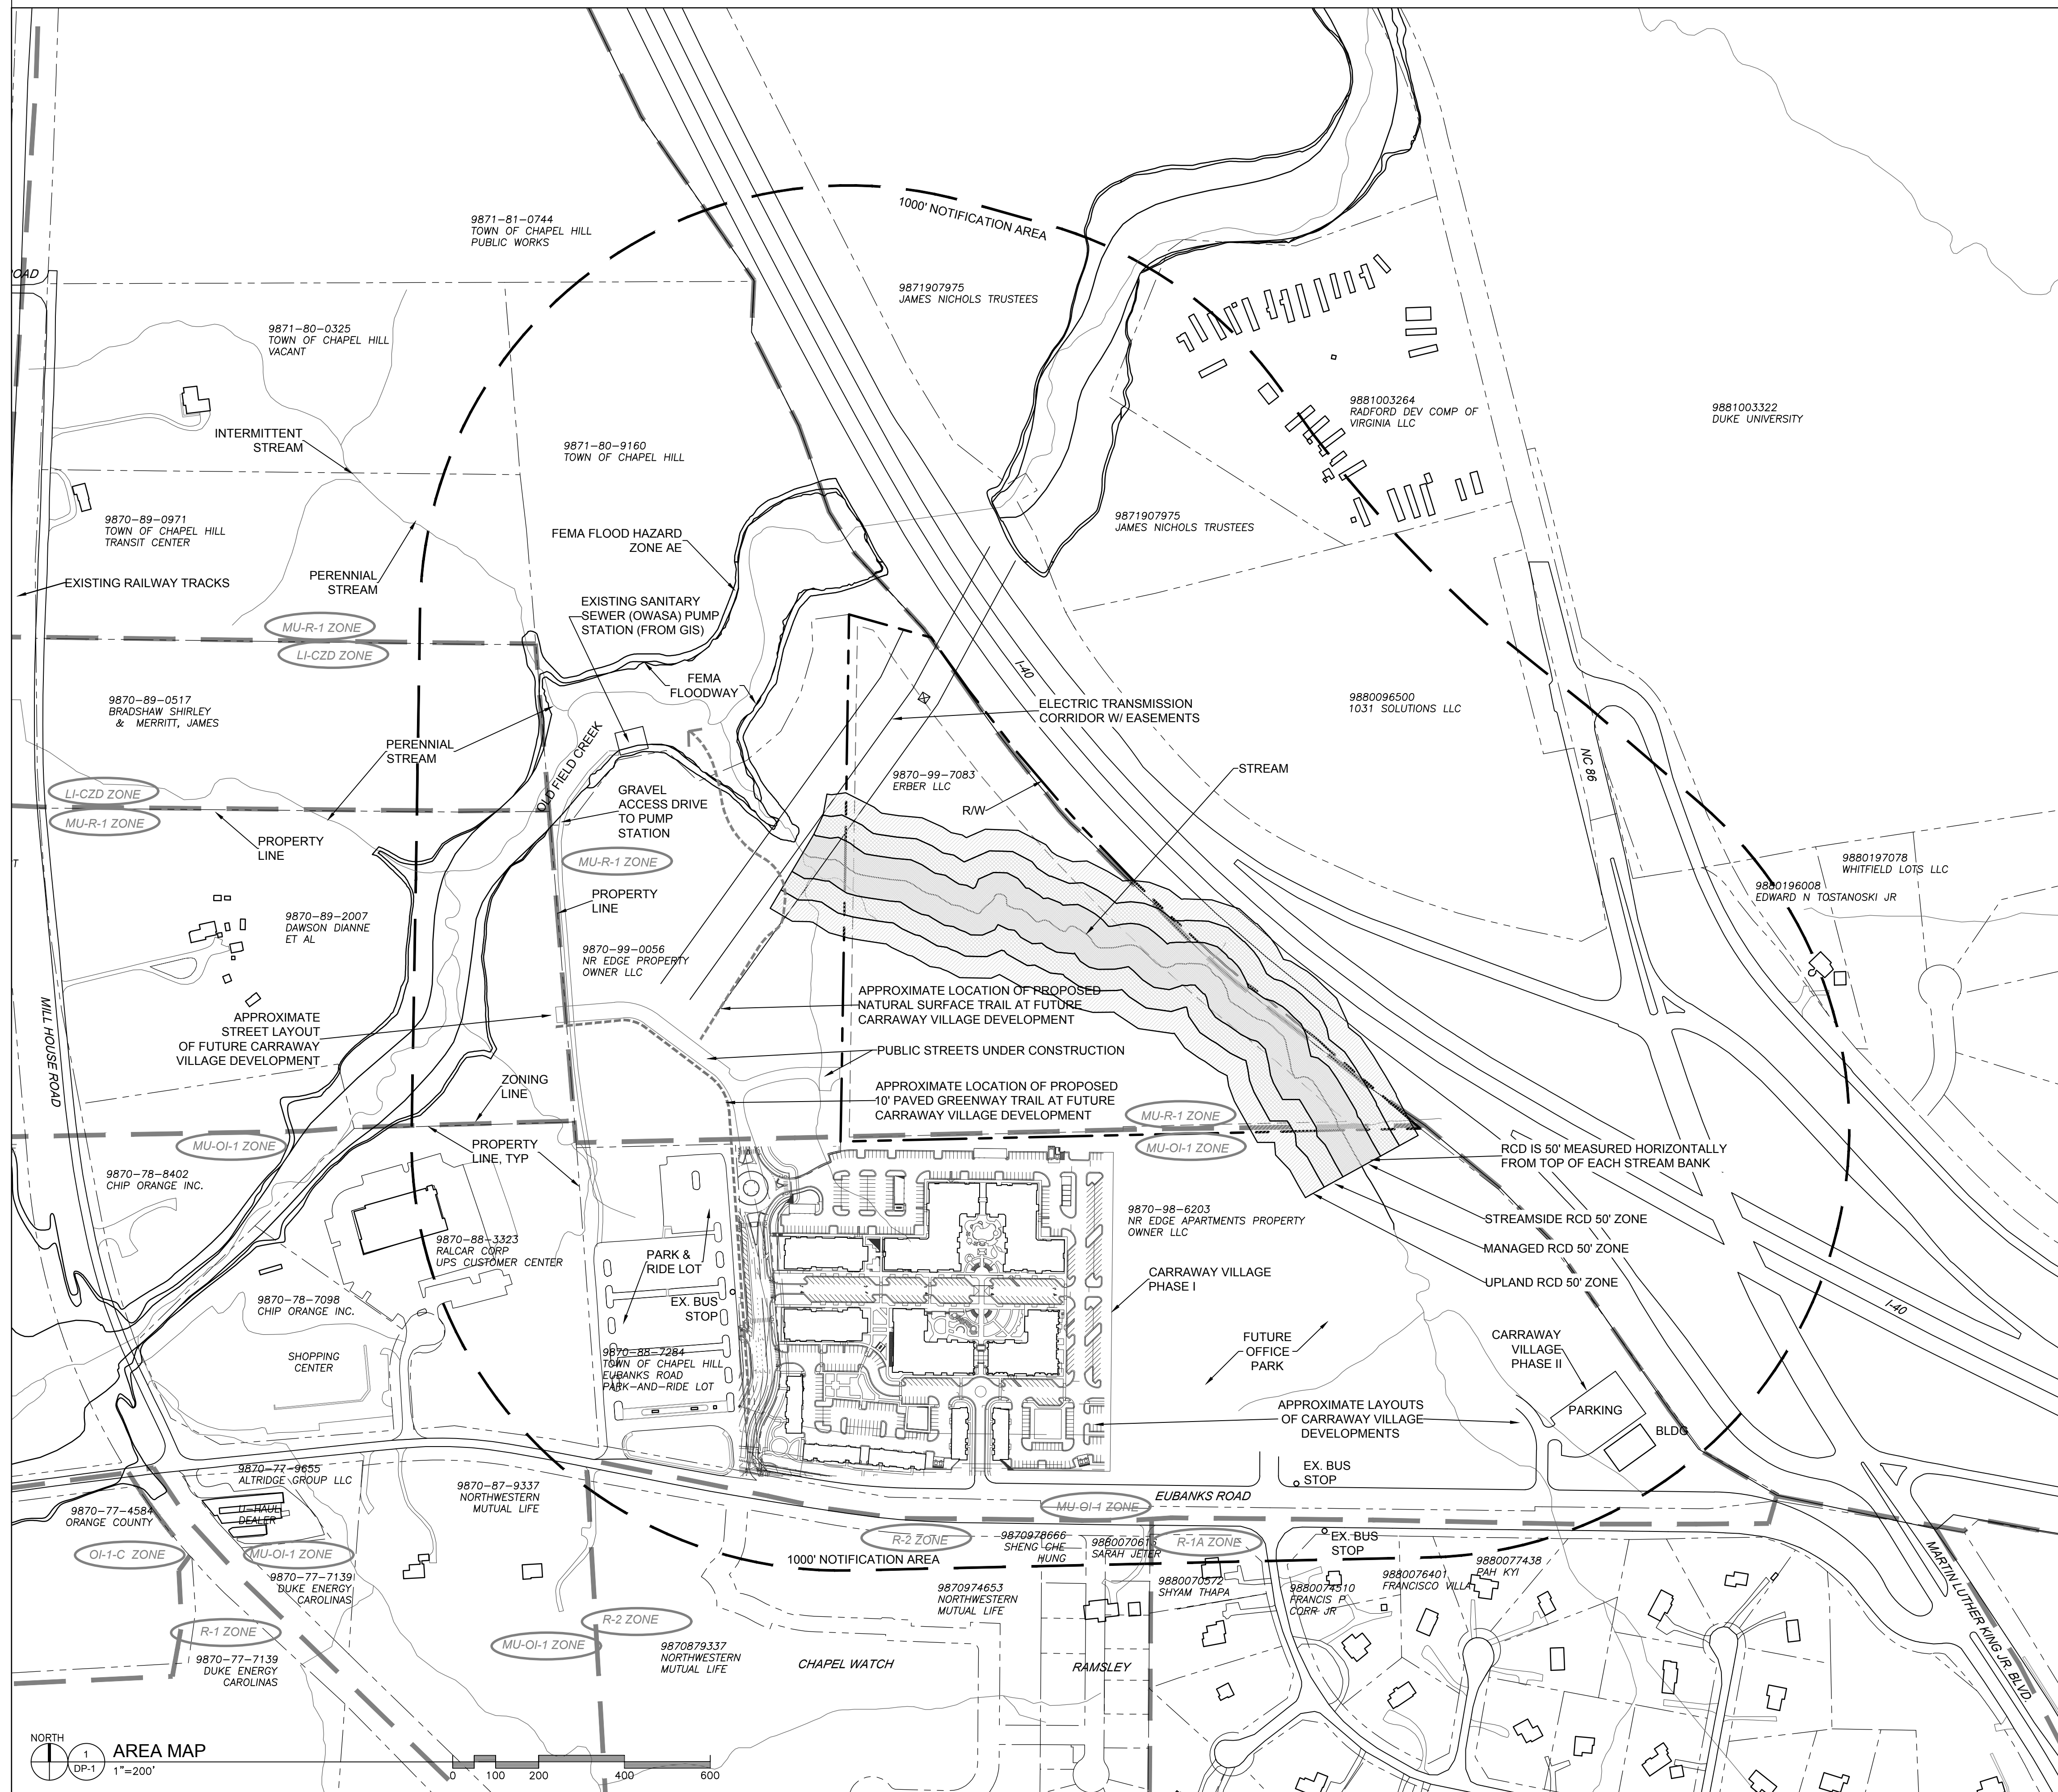 1000' NOTIFICATION AREA
9871-81-0744
TOWN OF CHAPEL HILL
PUBLIC WORKS
OAD
9871907975
JAMES NICHOLS TRUSTEES
9871-80-0325
TOWN OF CHAPEL HILL
VACANT
9881003264
RADFORD DEV COMP OF
VIRGINIA LLC
9881003322
DUKE UNIVERSITY
INTERMITTENT
STREAM
9871-80-9160
TOWN OF CHAPEL HILL
9870-89-0971
TOWN OF CHAPEL HILL
TRANSIT CENTER
9871907975
JAMES NICHOLS TRUSTEES
FEMA FLOOD HAZARD
ZONE AE
EXISTING RAILWAY TRACKS
PERENNIAL
STREAM
EXISTING SANITARY
SEWER (OWASA) PUMP
STATION (FROM GIS)
MU-R-1 ZONE
LI-CZD ZONE
I-40
FEMA
FLOODWAY
9870-89-0517
BRADSHAW SHIRLEY
& MERRITT, JAMES
ELECTRIC TRANSMISSION
CORRIDOR W/ EASEMENTS
9880096500
1031 SOLUTIONS LLC
PERENNIAL
STREAM
OLD FIELD CREEK
NC 86
STREAM
9870-99-7083
ERBER LLC
LI-CZD ZONE
MU-R-1 ZONE
GRAVEL
ACCESS DRIVE
TO PUMP
STATION
R/W
PROPERTY
LINE
MU-R-1 ZONE
T
9880197078
WHITFIELD LOTS LLC
9880196008
EDWARD N TOSTANOSKI JR
PROPERTY
LINE
9870-89-2007
DAWSON DIANNE
ET AL
9870-99-0056
NR EDGE PROPERTY
OWNER LLC
APPROXIMATE LOCATION OF PROPOSED
NATURAL SURFACE TRAIL AT FUTURE
CARRAWAY VILLAGE DEVELOPMENT
MILL HOUSE ROAD
APPROXIMATE
STREET LAYOUT
OF FUTURE CARRAWAY
VILLAGE DEVELOPMENT
PUBLIC STREETS UNDER CONSTRUCTION
ZONING
LINE
APPROXIMATE LOCATION OF PROPOSED
10' PAVED GREENWAY TRAIL AT FUTURE
CARRAWAY VILLAGE DEVELOPMENT
MU-R-1 ZONE
MU-OI-1 ZONE
MU-OI-1 ZONE
PROPERTY
LINE, TYP
RCD IS 50' MEASURED HORIZONTALLY
FROM TOP OF EACH STREAM BANK
9870-78-8402
CHIP ORANGE INC.
9870-98-6203
NR EDGE APARTMENTS PROPERTY
OWNER LLC
STREAMSIDE RCD 50' ZONE
MANAGED RCD 50' ZONE
UPLAND RCD 50' ZONE
9870-88-3323
RALCAR CORP
UPS CUSTOMER CENTER
PARK &
RIDE LOT
CARRAWAY VILLAGE
PHASE I
9870-78-7098
CHIP ORANGE INC.
EX. BUS
STOP
I-40
FUTURE
OFFICE
PARK
CARRAWAY
VILLAGE
PHASE II
SHOPPING
CENTER
9870-88-7284
TOWN OF CHAPEL HILL
EUBANKS ROAD
PARK-AND-RIDE LOT
APPROXIMATE LAYOUTS
OF CARRAWAY VILLAGE
DEVELOPMENTS
PARKING
BLDG
EX. BUS
STOP
9870-77-9655
ALTRIDGE GROUP LLC
U-HAUL
DEALER
9870-87-9337
NORTHWESTERN
MUTUAL LIFE
EUBANKS ROAD
MU-OI-1 ZONE
9870-77-4584
ORANGE COUNTY
R-2 ZONE
9870978666
SHENG CHE
HUNG
9880070615
SARAH JETER
R-1A ZONE
EX. BUS
STOP
OI-1-C ZONE
MU-OI-1 ZONE
1000' NOTIFICATION AREA
9880077438
PAH KYI
9880076401
FRANCISCO VILLA
MARTIN LUTHER KING JR. BLVD.
9870-77-7139
DUKE ENERGY
CAROLINAS
9870974653
NORTHWESTERN
MUTUAL LIFE
9880070572
SHYAM THAPA
9880074510
FRANCIS P
CORR JR
R-2 ZONE
R-1 ZONE
MU-OI-1 ZONE
9870-77-7139
DUKE ENERGY
CAROLINAS
9870879337
NORTHWESTERN
MUTUAL LIFE
CHAPEL WATCH
RAMSLEY
NORTH
1
DP-1
AREA MAP
1"=200'
0 100 200 400 600